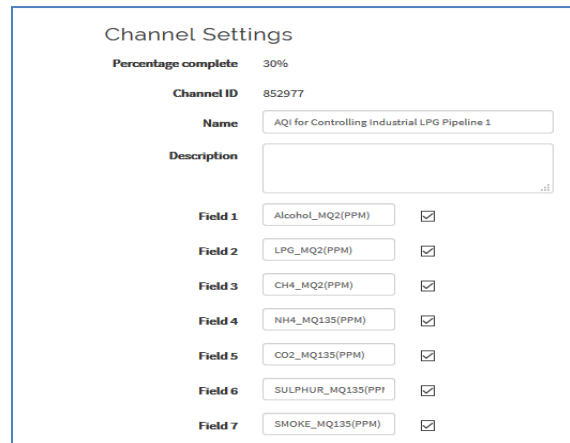 Channel Settings
Percentage complete 30%
Channel ID 852977
Name AQI for Controlling Industrial LPG Pipeline 1
Description
Field 1 Alcohol_MQ2(PPM)
Field 2 LPG_MQ2(PPM)
Field 3 CH4_MQ2(PPM)
Field 4 NH4_MQ135(PPM)
Field 5 CO2_MQ135(PPM)
Field 6 SULPHUR_MQ135(PPM
Field 7 SMOKE_MQ135(PPM)